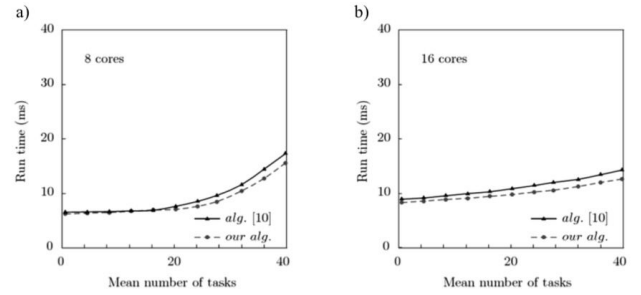 a)
40
30
20
10
0
Run time (ms)
8 cores
alg. [10]
our alg.
0
20
40
Mean number of tasks
b)
40
30
20
10
0
Run time (ms)
16 cores
alg. [10]
our alg.
0
20
40
Mean number of tasks